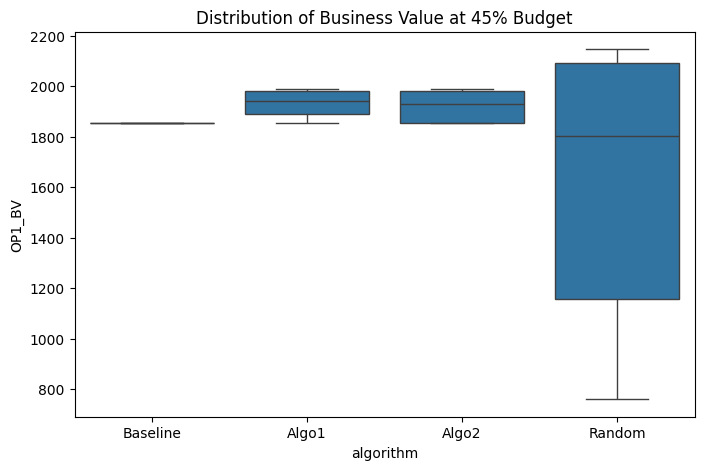 Distribution of Business Value at 45% Budget
2200
2000
1800
1600
1400
1200
1000
800
OP1_BV
Baseline
Algo1
Algo2
Random
algorithm